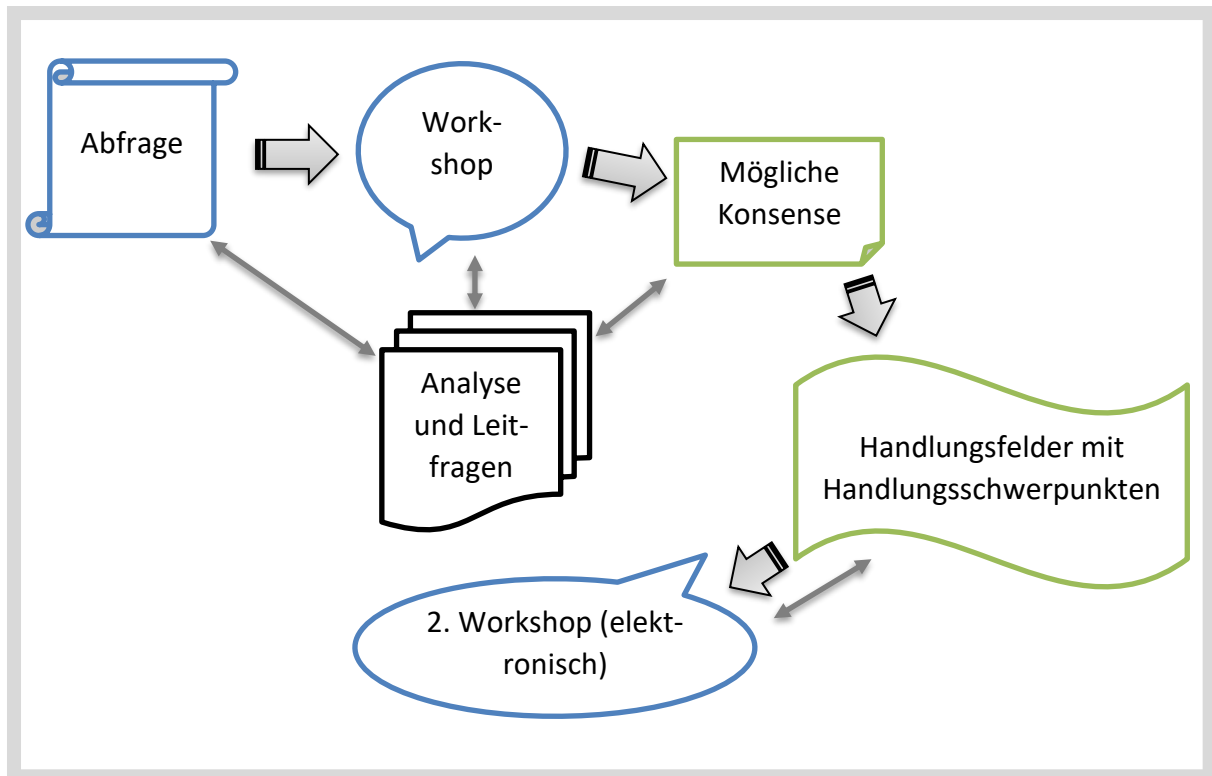 Abfrage
Work-
shop
Mögliche
Konsense
Analyse
und Leit-
fragen
Handlungsfelder mit
Handlungsschwerpunkten
2. Workshop (elekt-
ronisch)